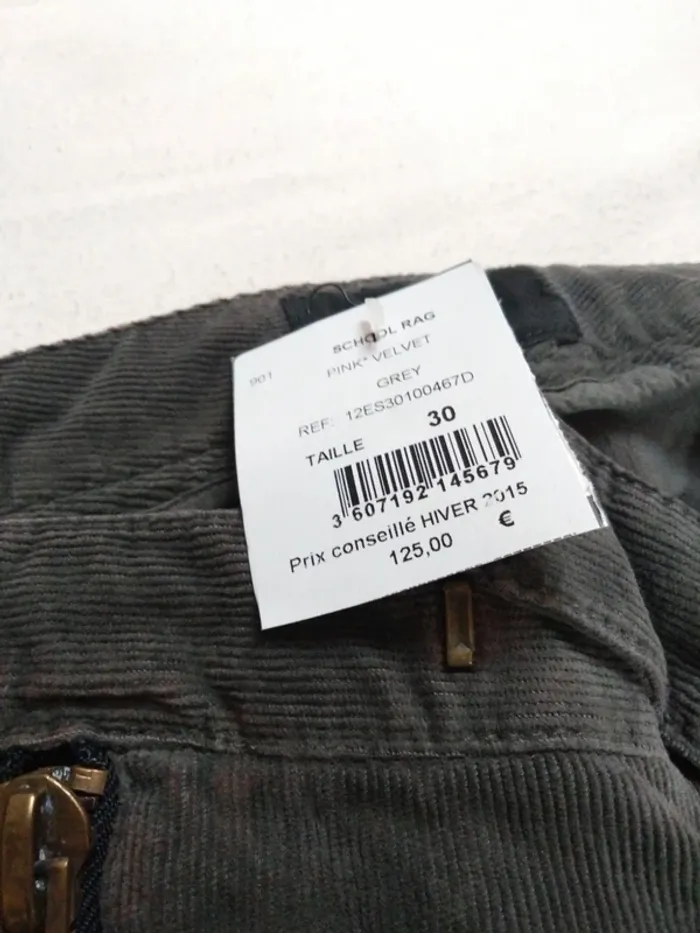 SCHOOL RAG
901 PINK* VELVET
GREY
REF: 12ES30100467D
TAILLE 30
3 607192 145679
Prix conseillé HIVER 2015
125,00 €